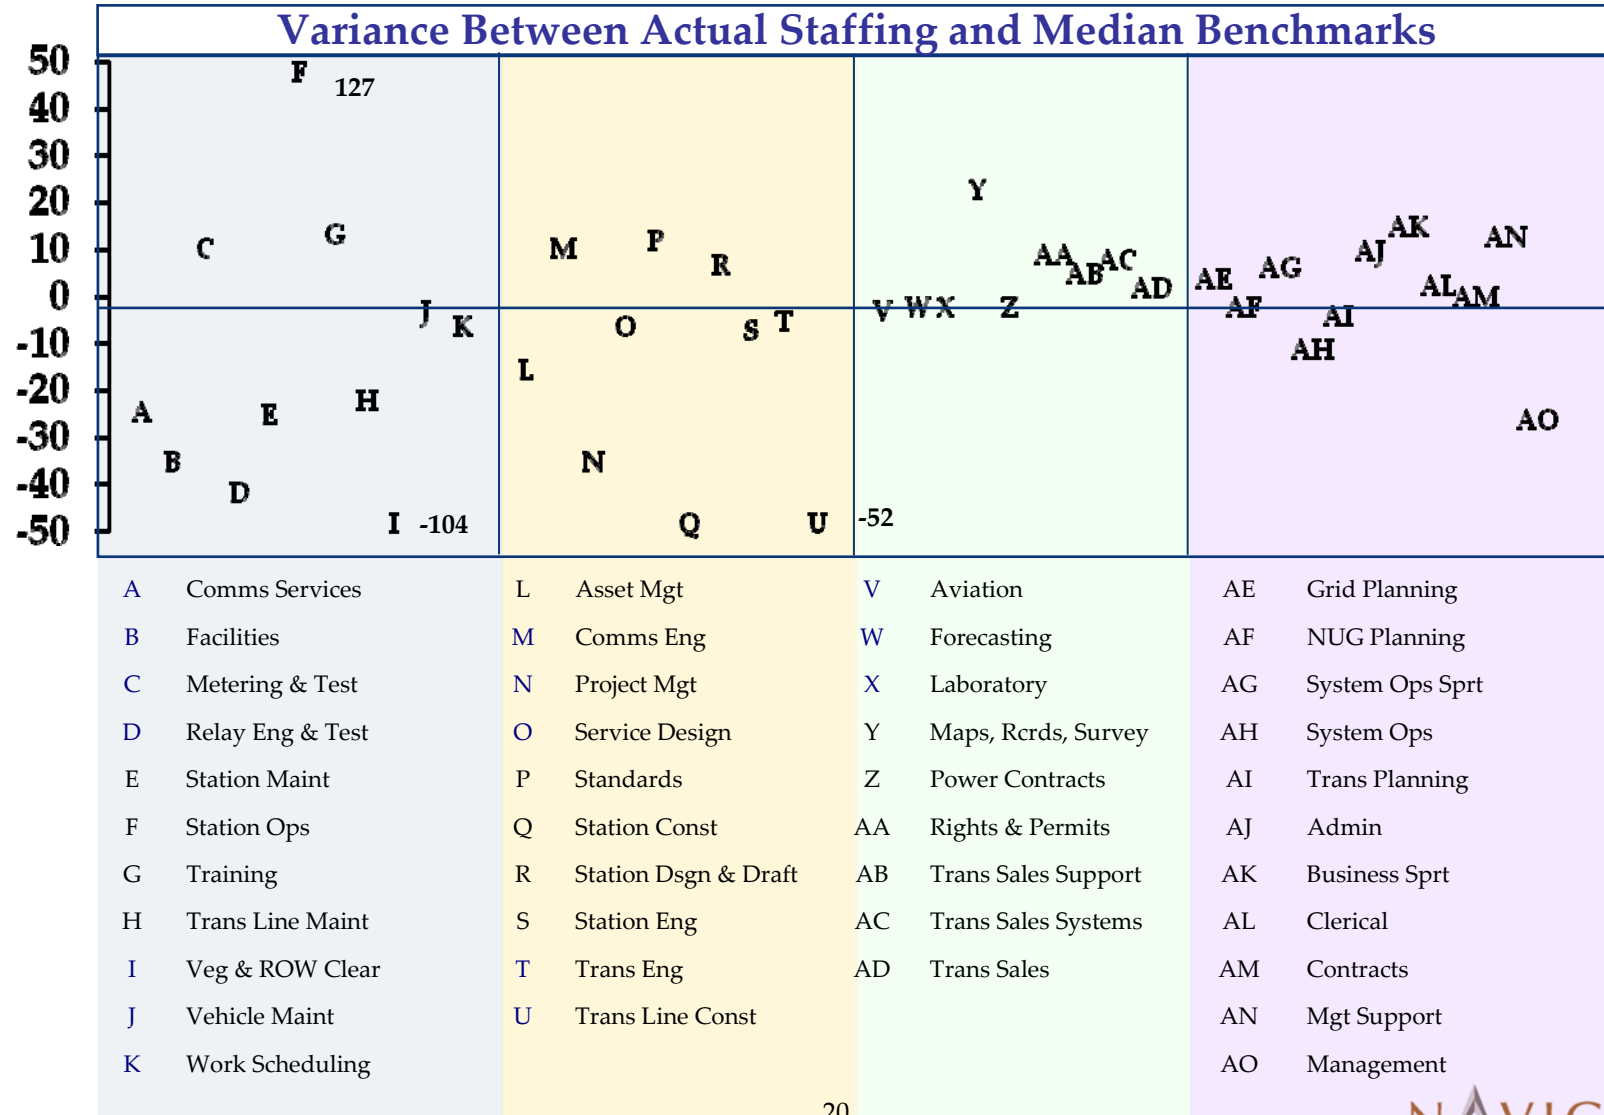 Variance Between Actual Staffing and Median Benchmarks
50
40
30
20
10
0
-10
-20
-30
-40
-50
F 127
Y
C G M P R AA AB AC AD AE AF AG AJ AK AL AM AN
J K O S T V W X Z AH AI
L
A E H
B D N AO
I -104 Q U -52
A Comms Services L Asset Mgt V Aviation AE Grid Planning
B Facilities M Comms Eng W Forecasting AF NUG Planning
C Metering & Test N Project Mgt X Laboratory AG System Ops Sprt
D Relay Eng & Test O Service Design Y Maps, Rcrds, Survey AH System Ops
E Station Maint P Standards Z Power Contracts AI Trans Planning
F Station Ops Q Station Const AA Rights & Permits AJ Admin
G Training R Station Dsgn & Draft AB Trans Sales Support AK Business Sprt
H Trans Line Maint S Station Eng AC Trans Sales Systems AL Clerical
I Veg & ROW Clear T Trans Eng AD Trans Sales AM Contracts
J Vehicle Maint U Trans Line Const AN Mgt Support
K Work Scheduling AO Management
20